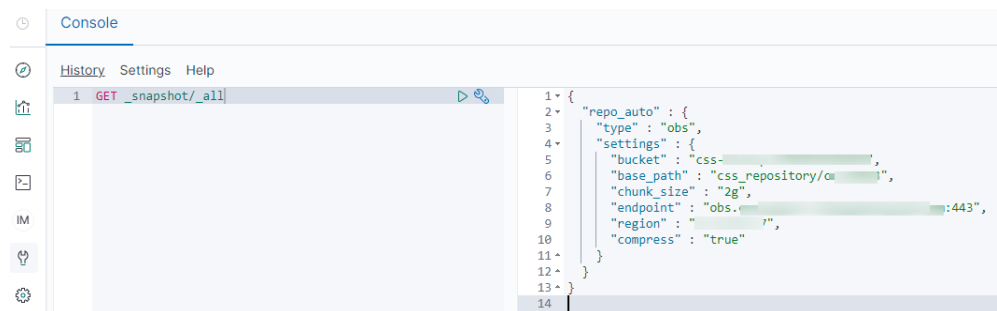 Console
History Settings Help
1 GET _snapshot/_all
1 {
2 "repo_auto" : {
3 "type" : "obs",
4 "settings" : {
5 "bucket" : "css-",
6 "base_path" : "css_repository/",
7 "chunk_size" : "2g",
8 "endpoint" : "obs. :443",
9 "region" : " ",
10 "compress" : "true"
11 }
12 }
13 }
14
IM